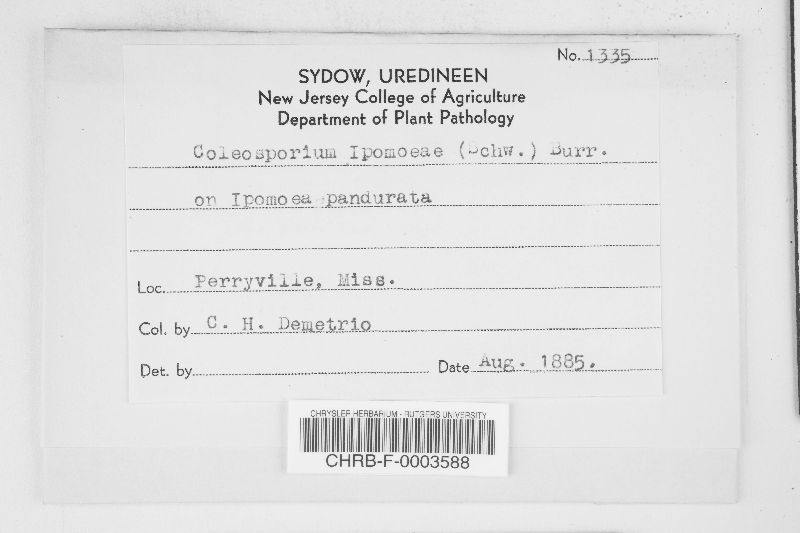 No. 1335
SYDOW, UREDINEEN
New Jersey College of Agriculture
Department of Plant Pathology
Coleosporium Ipomoeae (Schw.) Burr.
on Ipomoea pandurata
Loc. Perryville, Miss.
Col. by C. H. Demetrio
Det. by
Date Aug. 1885.
CHRYSLER HERBARIUM - RUTGERS UNIVERSITY
CHRB-F-0003588